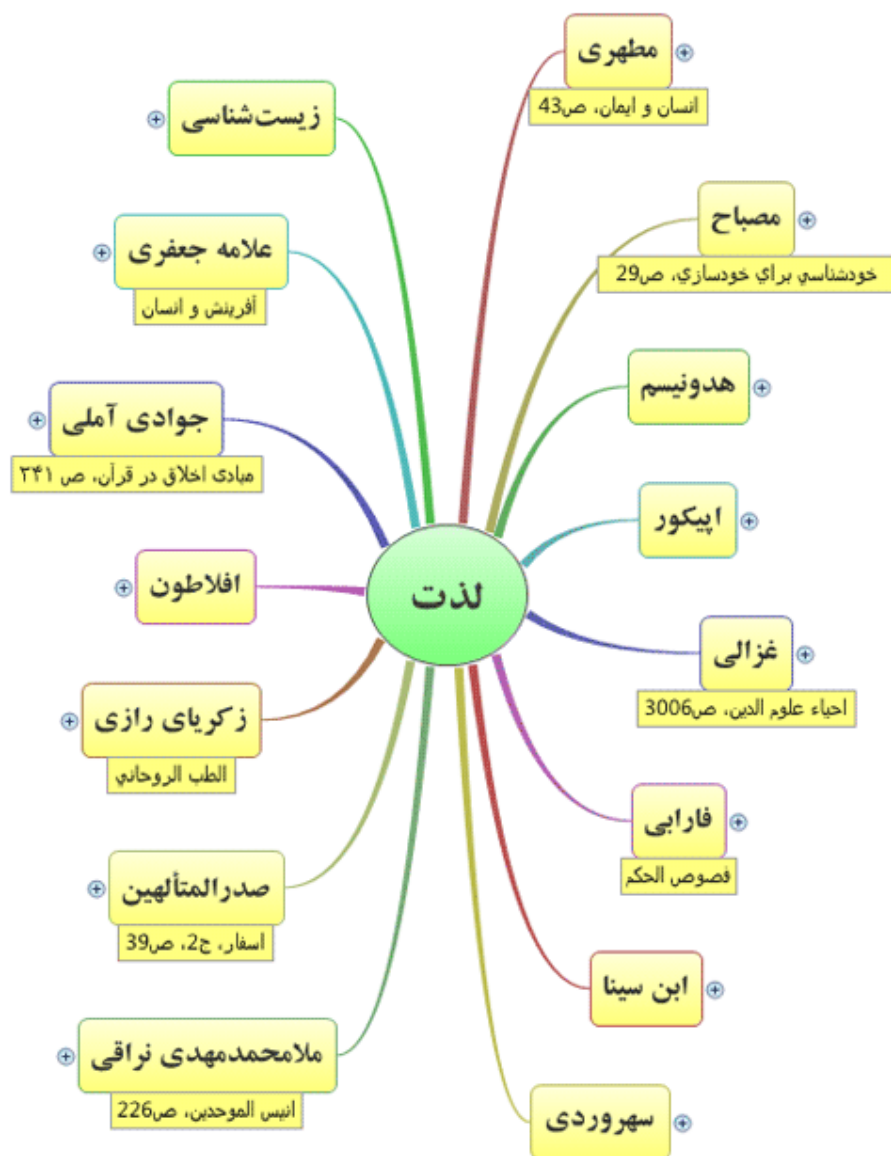 لذت
مطهری
انسان و ایمان، ص43
مصباح
خودشناسي براي خودسازي، ص29
هدونیسم
اپیکور
غزالی
احیاء علوم الدین، ص3006
فارابی
فصوص الحکم
ابن سینا
سهروردی
زیست‌شناسی
علامه جعفری
آفرینش و انسان
جوادی آملی
مبادی اخلاق در قرآن، ص ۳۴۱
افلاطون
زکریای رازی
الطب الروحاني
صدرالمتألهین
اسفار، ج2، ص39
ملامحمدمهدی نراقی
انیس الموحدین، ص226